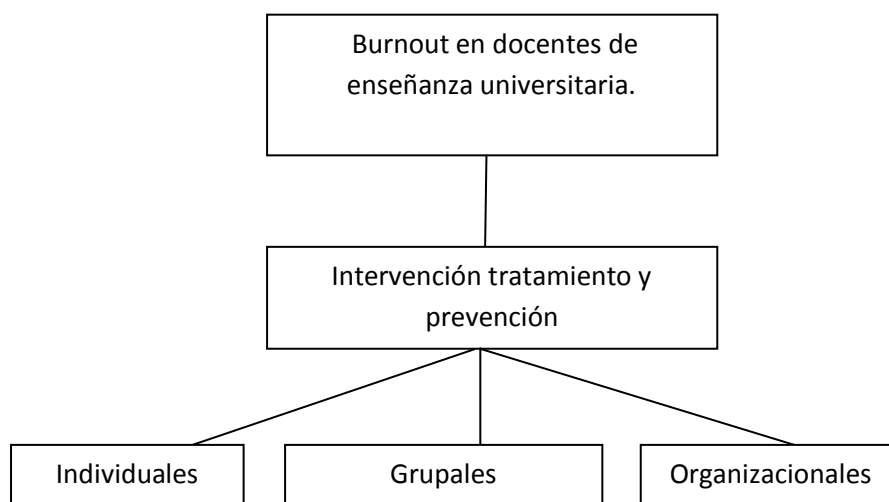 Burnout en docentes de
enseñanza universitaria.
Intervención tratamiento y
prevención
Individuales
Grupales
Organizacionales